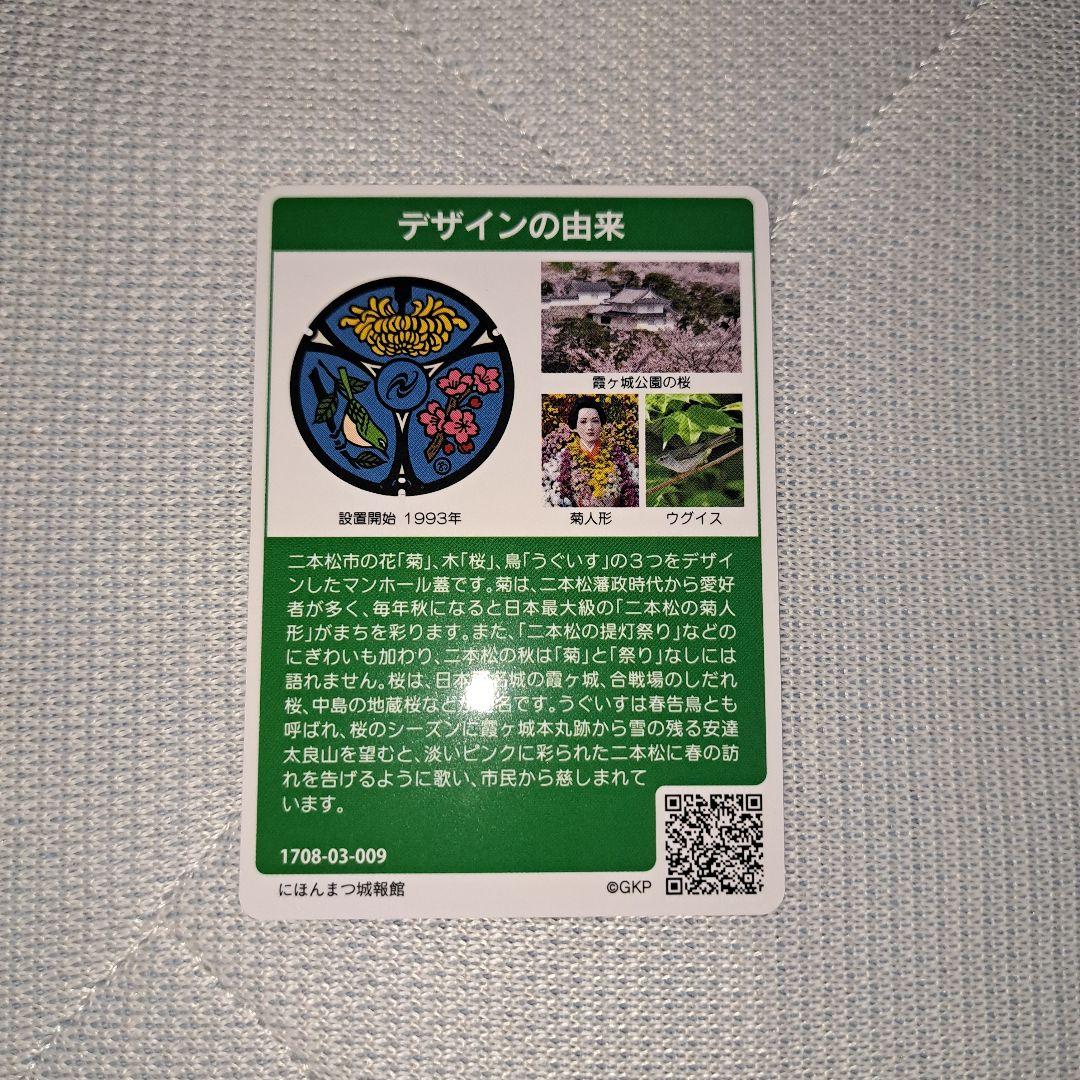 デザインの由来
霞ヶ城公園の桜
設置開始 1993年
菊人形
ウグイス
二本松市の花「菊」、木「桜」、鳥「うぐいす」の3つをデザイ
ンしたマンホール蓋です。菊は、二本松藩政時代から愛好
者が多く、毎年秋になると日本最大級の「二本松の菊人
形」がまちを彩ります。また、「二本松の提灯祭り」などの
にぎわいも加わり、二本松の秋は「菊」と「祭り」なしには
語れません。桜は、日本 名城の霞ヶ城、合戦場のしだれ
桜、中島の地蔵桜など 名です。うぐいすは春告鳥とも
呼ばれ、桜のシーズンに霞ヶ城本丸跡から雪の残る安達
太良山を望むと、淡いピンクに彩られた二本松に春の訪
れを告げるように歌い、市民から慈しまれて
います。
1708-03-009
にほんまつ城報館
©GKP